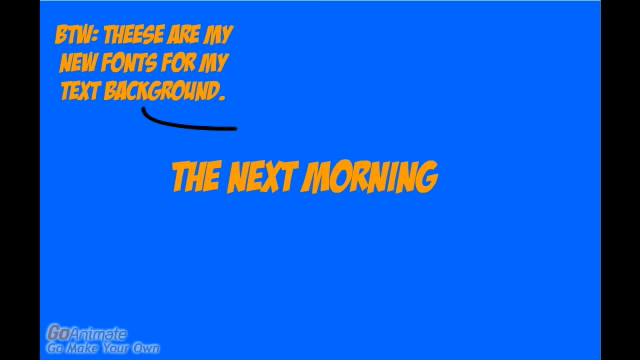 BTW: THEESE ARE MY
NEW FONTS FOR MY
TEXT BACKGROUND.
THE NEXT MORNING
GoAnimate
Go Make Your Own